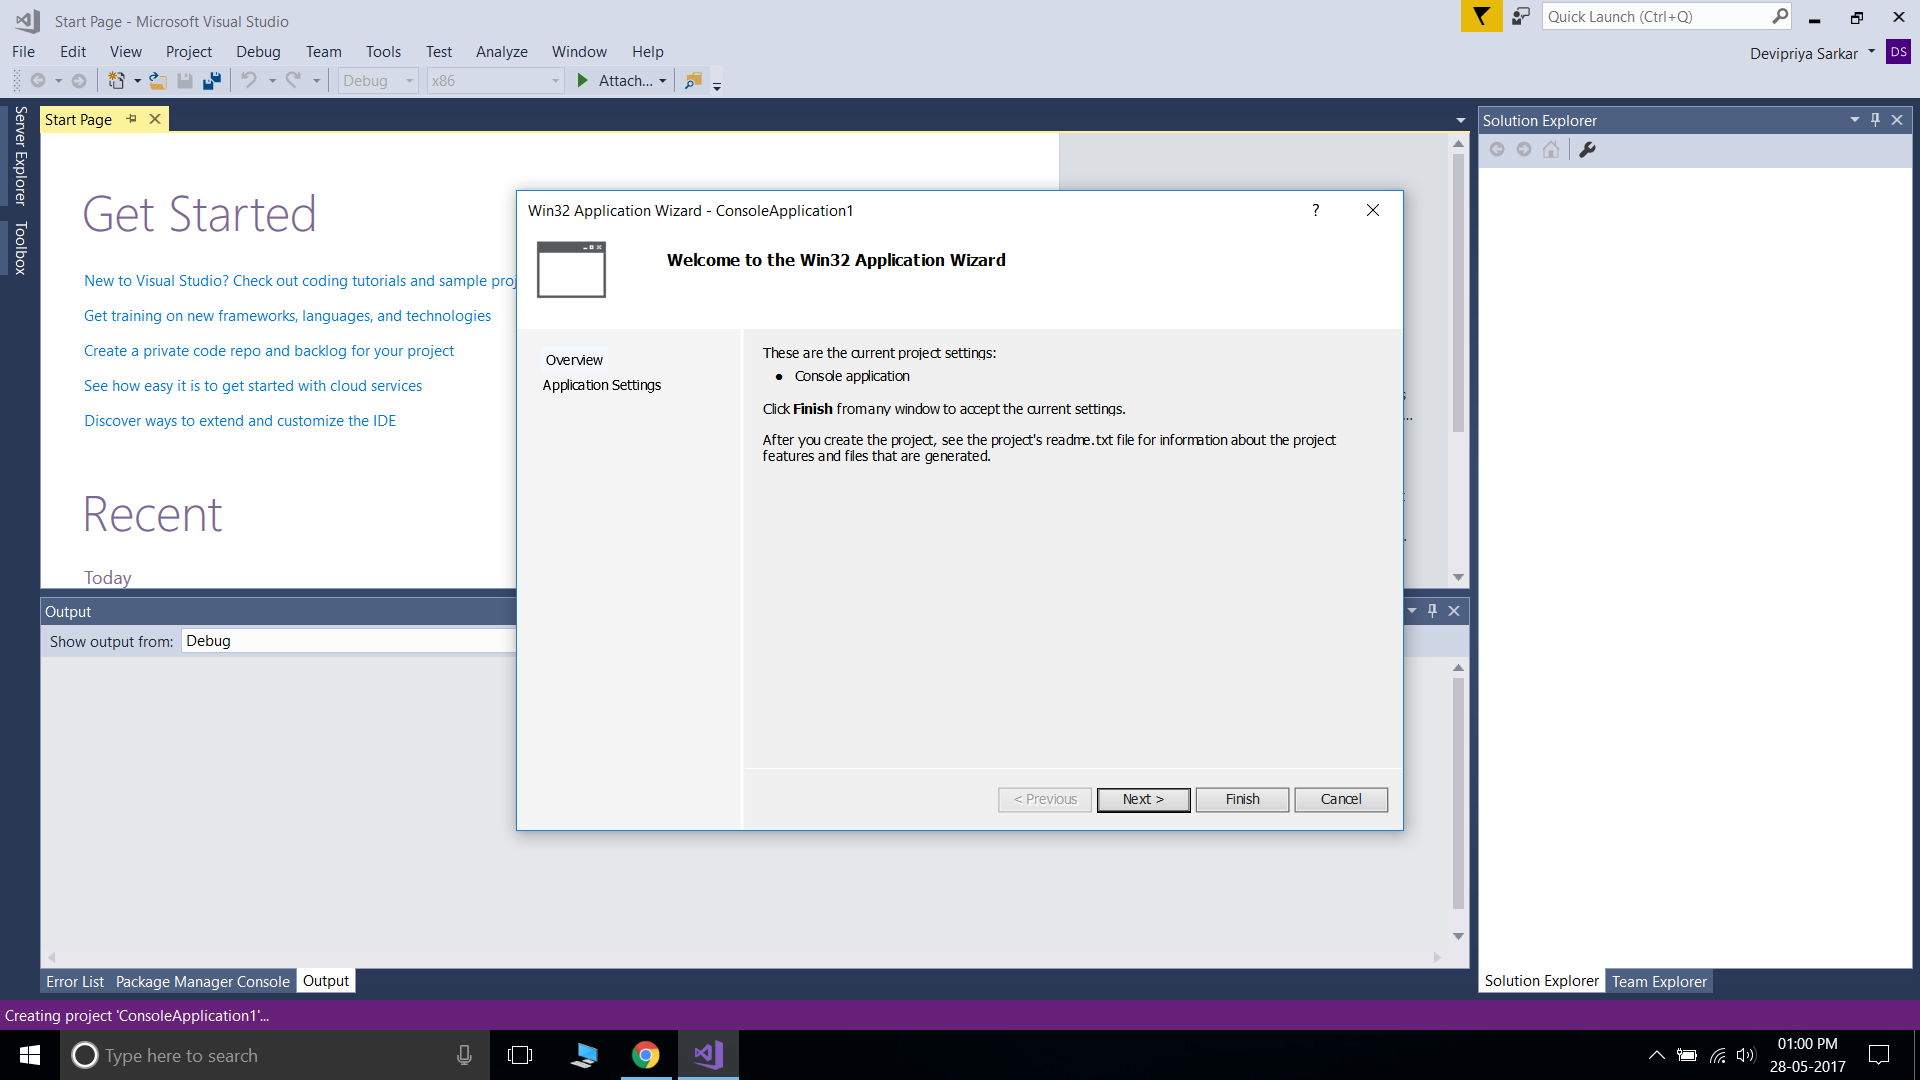 Start Page - Microsoft Visual Studio
Quick Launch (Ctrl+Q)
File Edit View Project Debug Team Tools Test Analyze Window Help
Devipriya Sarkar DS
Debug x86 Attach...
Server Explorer
Toolbox
Start Page
Get Started
New to Visual Studio? Check out coding tutorials and sample proj
Get training on new frameworks, languages, and technologies
Create a private code repo and backlog for your project
See how easy it is to get started with cloud services
Discover ways to extend and customize the IDE
Recent
Today
Win32 Application Wizard - ConsoleApplication1
?
Welcome to the Win32 Application Wizard
Overview
Application Settings
These are the current project settings:
● Console application
Click Finish from any window to accept the current settings.
After you create the project, see the project's readme.txt file for information about the project
features and files that are generated.
< Previous Next > Finish Cancel
Output
Show output from: Debug
Error List Package Manager Console Output
Solution Explorer
Solution Explorer Team Explorer
Creating project 'ConsoleApplication1'...
Type here to search
01:00 PM
28-05-2017